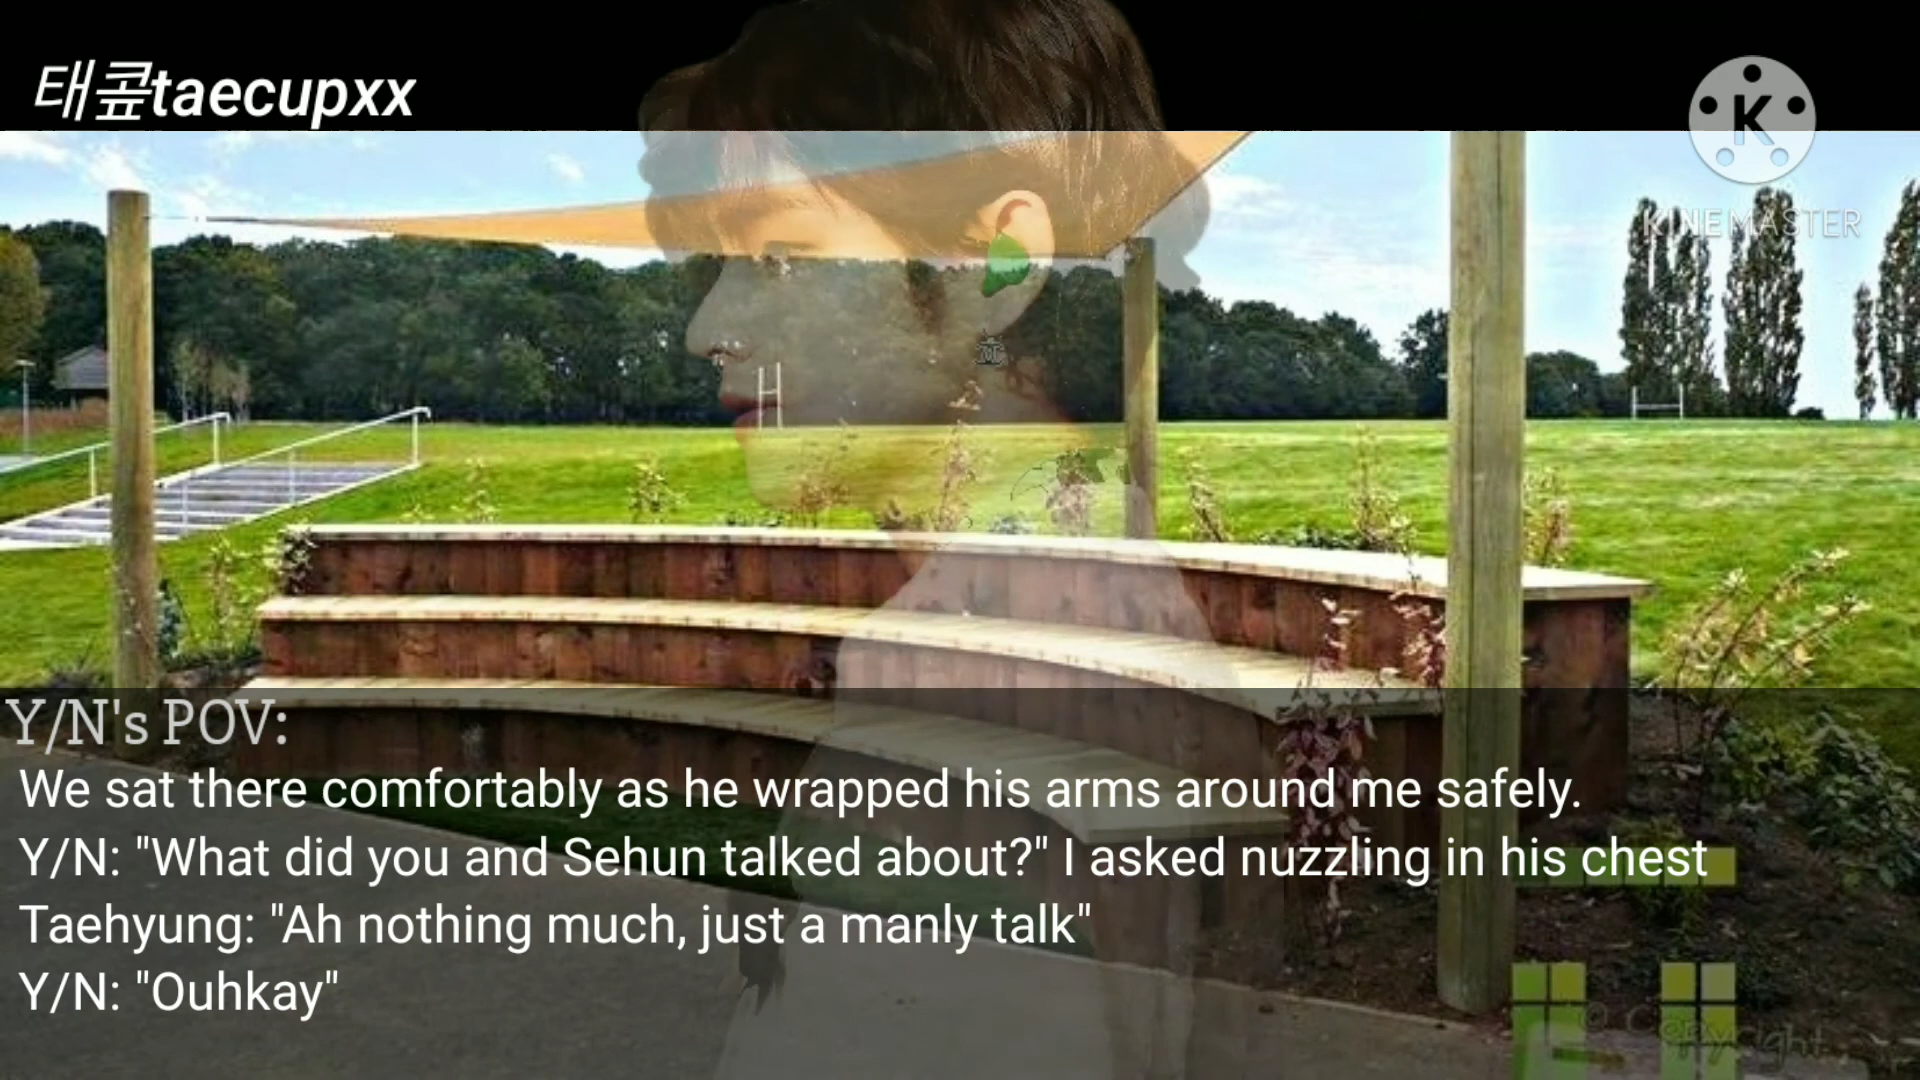 태콮taecupxx
K
KINEMASTER
Y/N's POV:
We sat there comfortably as he wrapped his arms around me safely.
Y/N: "What did you and Sehun talked about?" I asked nuzzling in his chest
Taehyung: "Ah nothing much, just a manly talk"
Y/N: "Ouhkay"
© Copyright